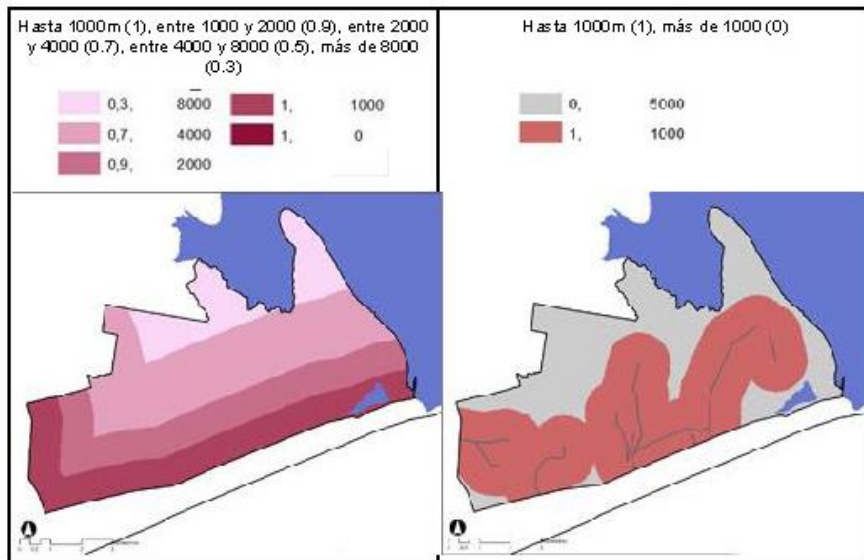 Hasta 1000m (1), entre 1000 y 2000 (0.9), entre 2000
y 4000 (0.7), entre 4000 y 8000 (0.5), más de 8000
(0.3)
0,3, 8000
1, 1000
0,7, 4000
1, 0
0,9, 2000
Hasta 1000m (1), más de 1000 (0)
0, 5000
1, 1000